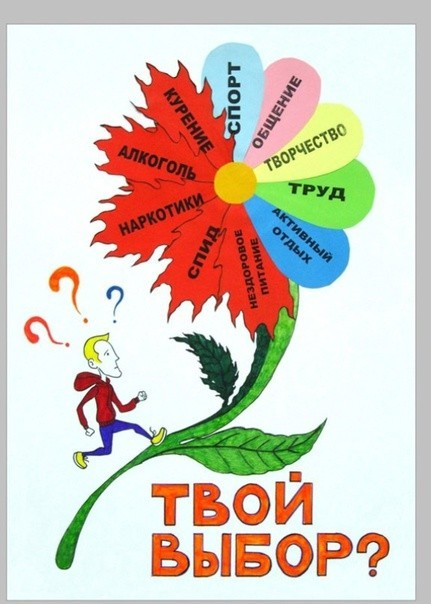 СПОРТ
ОБЩЕНИЕ
ТВОРЧЕСТВО
ТРУД
АКТИВНЫЙ
ОТДЫХ
НЕЗДОРОВОЕ
ПИТАНИЕ
СПИД
НАРКОТИКИ
АЛКОГОЛЬ
КУРЕНИЕ
? ? ?
ТВОЙ
ВЫБОР?